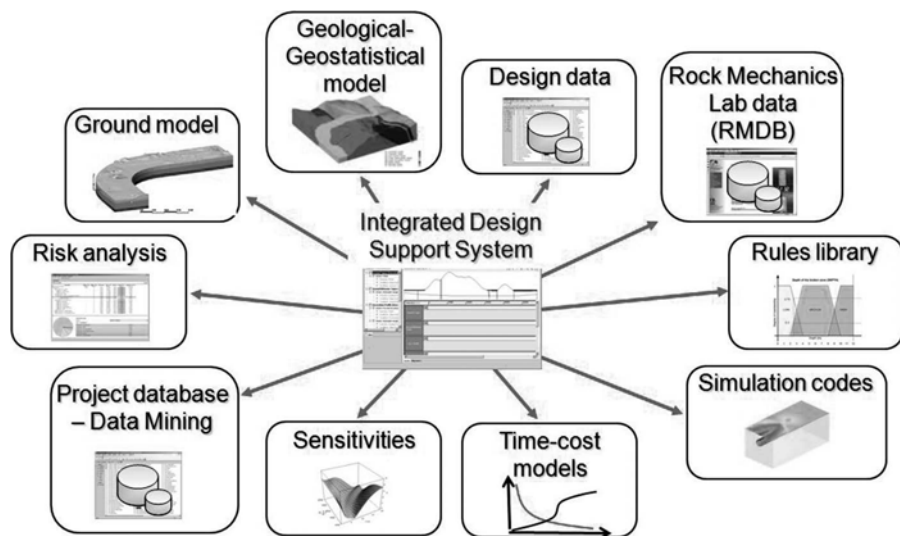 Geological-
Geostatistical
model
Design data
Rock Mechanics
Lab data
(RMDB)
Ground model
Integrated Design
Support System
Risk analysis
Rules library
Project database
– Data Mining
Sensitivities
Time-cost
models
Simulation codes